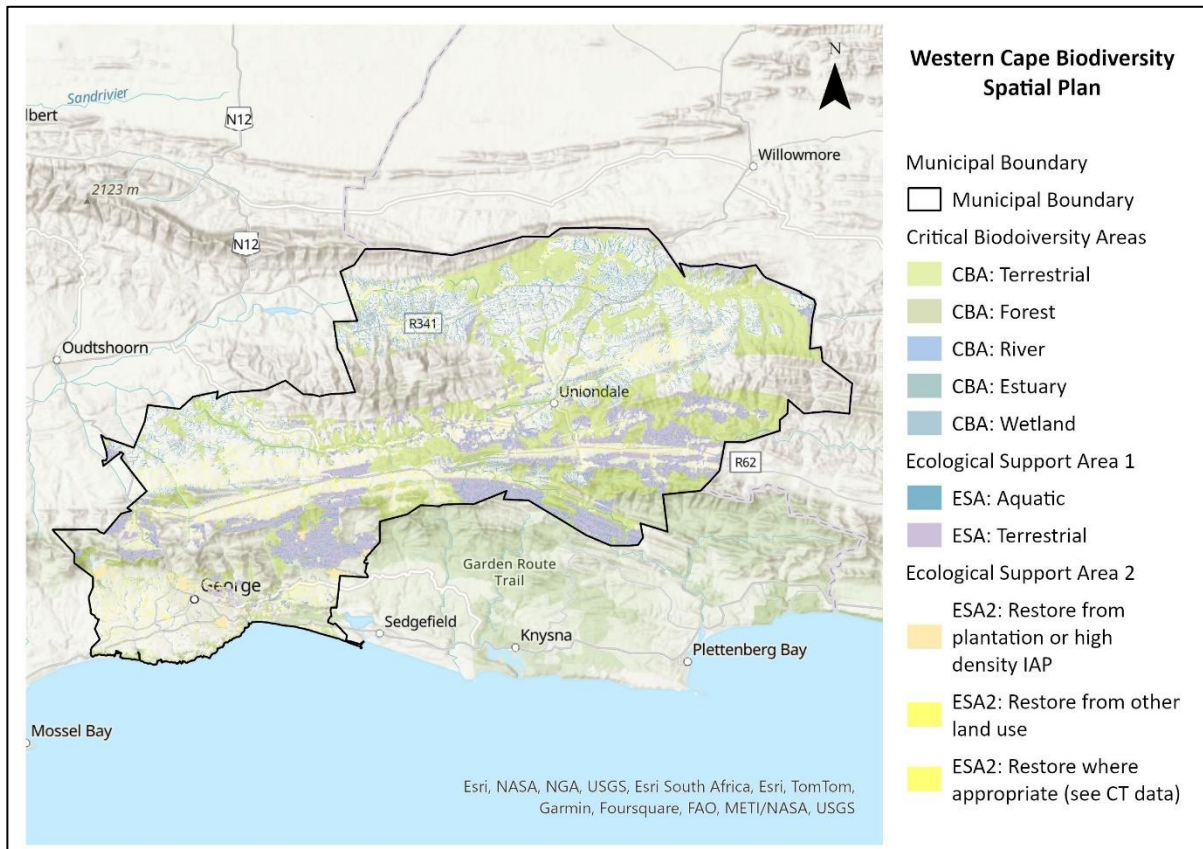 Sandrivier
lbert
N12
Willowmore
2123 m
N12
R341
Oudtshoorn
Uniondale
R62
Garden Route
Trail
George
Sedgefield
Knysna
Plettenberg Bay
Mossel Bay
Esri, NASA, NGA, USGS, Esri South Africa, Esri, TomTom,
Garmin, Foursquare, FAO, METI/NASA, USGS
N
Western Cape Biodiversity
Spatial Plan
Municipal Boundary
Municipal Boundary
Critical Biodoiversity Areas
CBA: Terrestrial
CBA: Forest
CBA: River
CBA: Estuary
CBA: Wetland
Ecological Support Area 1
ESA: Aquatic
ESA: Terrestrial
Ecological Support Area 2
ESA2: Restore from
plantation or high
density IAP
ESA2: Restore from other
land use
ESA2: Restore where
appropriate (see CT data)